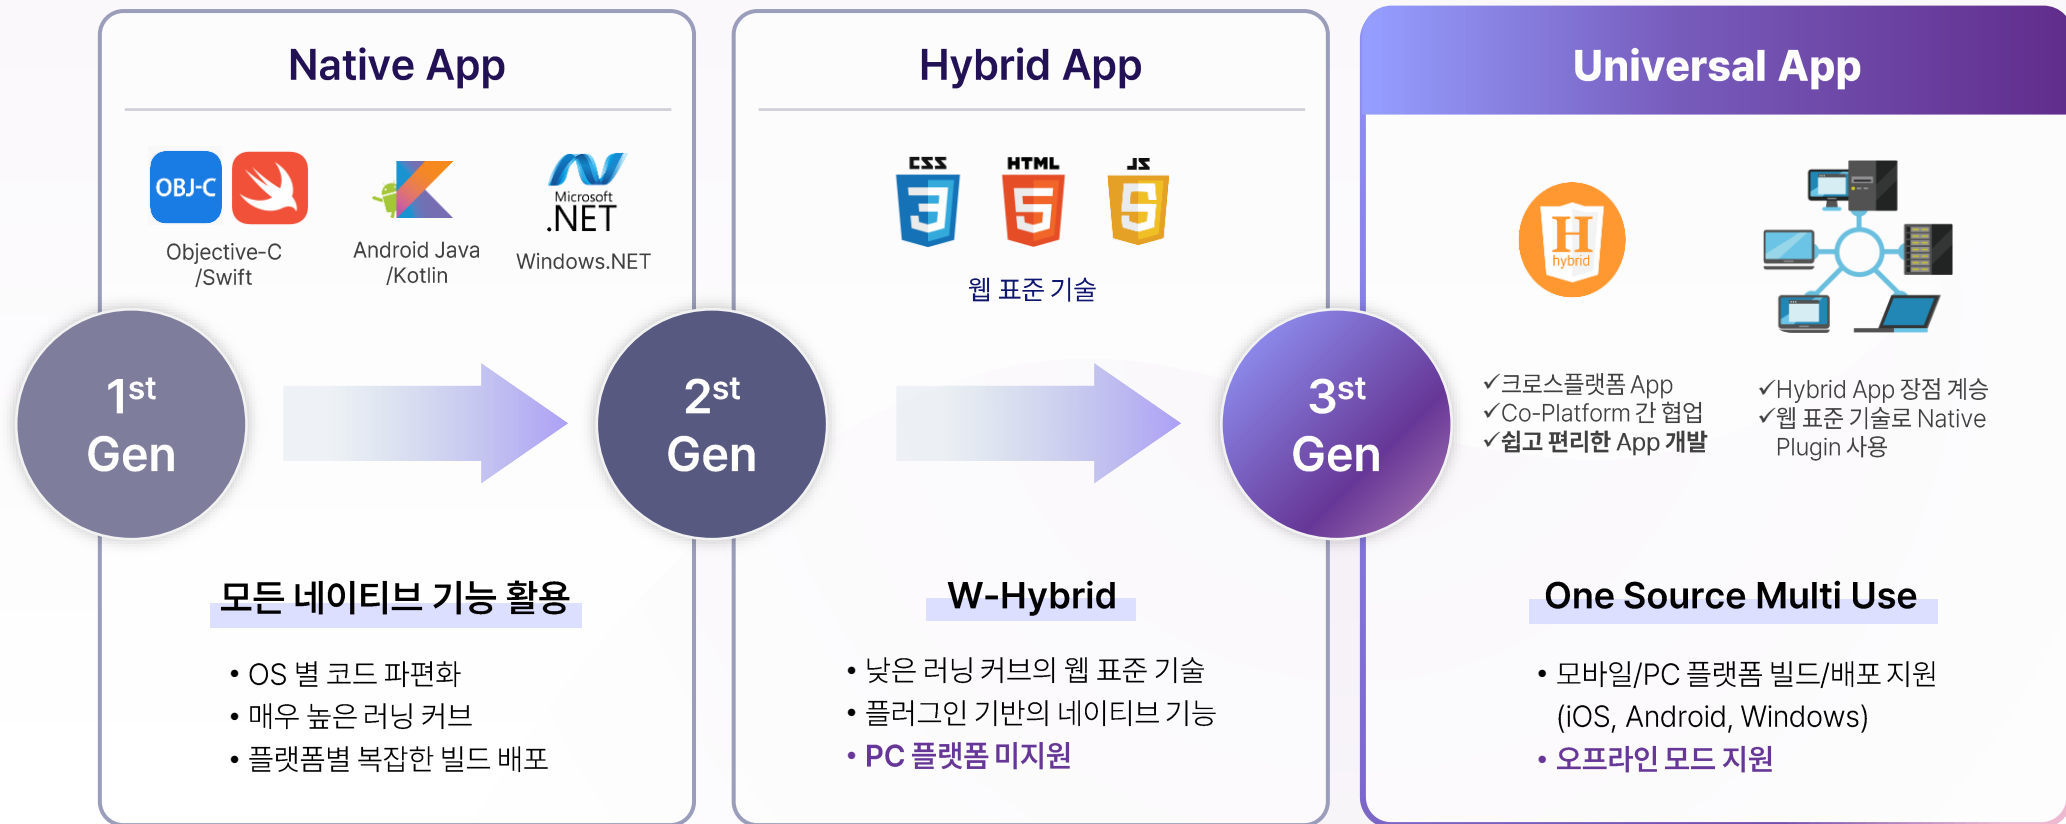 Native App
OBJ-C
Objective-C
/Swift
Android Java
/Kotlin
Microsoft
.NET
Windows.NET
1st
Gen
모든 네이티브 기능 활용
• OS 별 코드 파편화
• 매우 높은 러닝 커브
• 플랫폼별 복잡한 빌드 배포
Hybrid App
CSS
3
HTML
5
JS
5
웹 표준 기술
2st
Gen
W-Hybrid
• 낮은 러닝 커브의 웹 표준 기술
• 플러그인 기반의 네이티브 기능
• PC 플랫폼 미지원
Universal App
H
hybrid
✓크로스플랫폼 App
✓Co-Platform 간 협업
✓쉽고 편리한 App 개발
✓Hybrid App 장점 계승
✓웹 표준 기술로 Native
Plugin 사용
3st
Gen
One Source Multi Use
• 모바일/PC 플랫폼 빌드/배포 지원
(iOS, Android, Windows)
• 오프라인 모드 지원